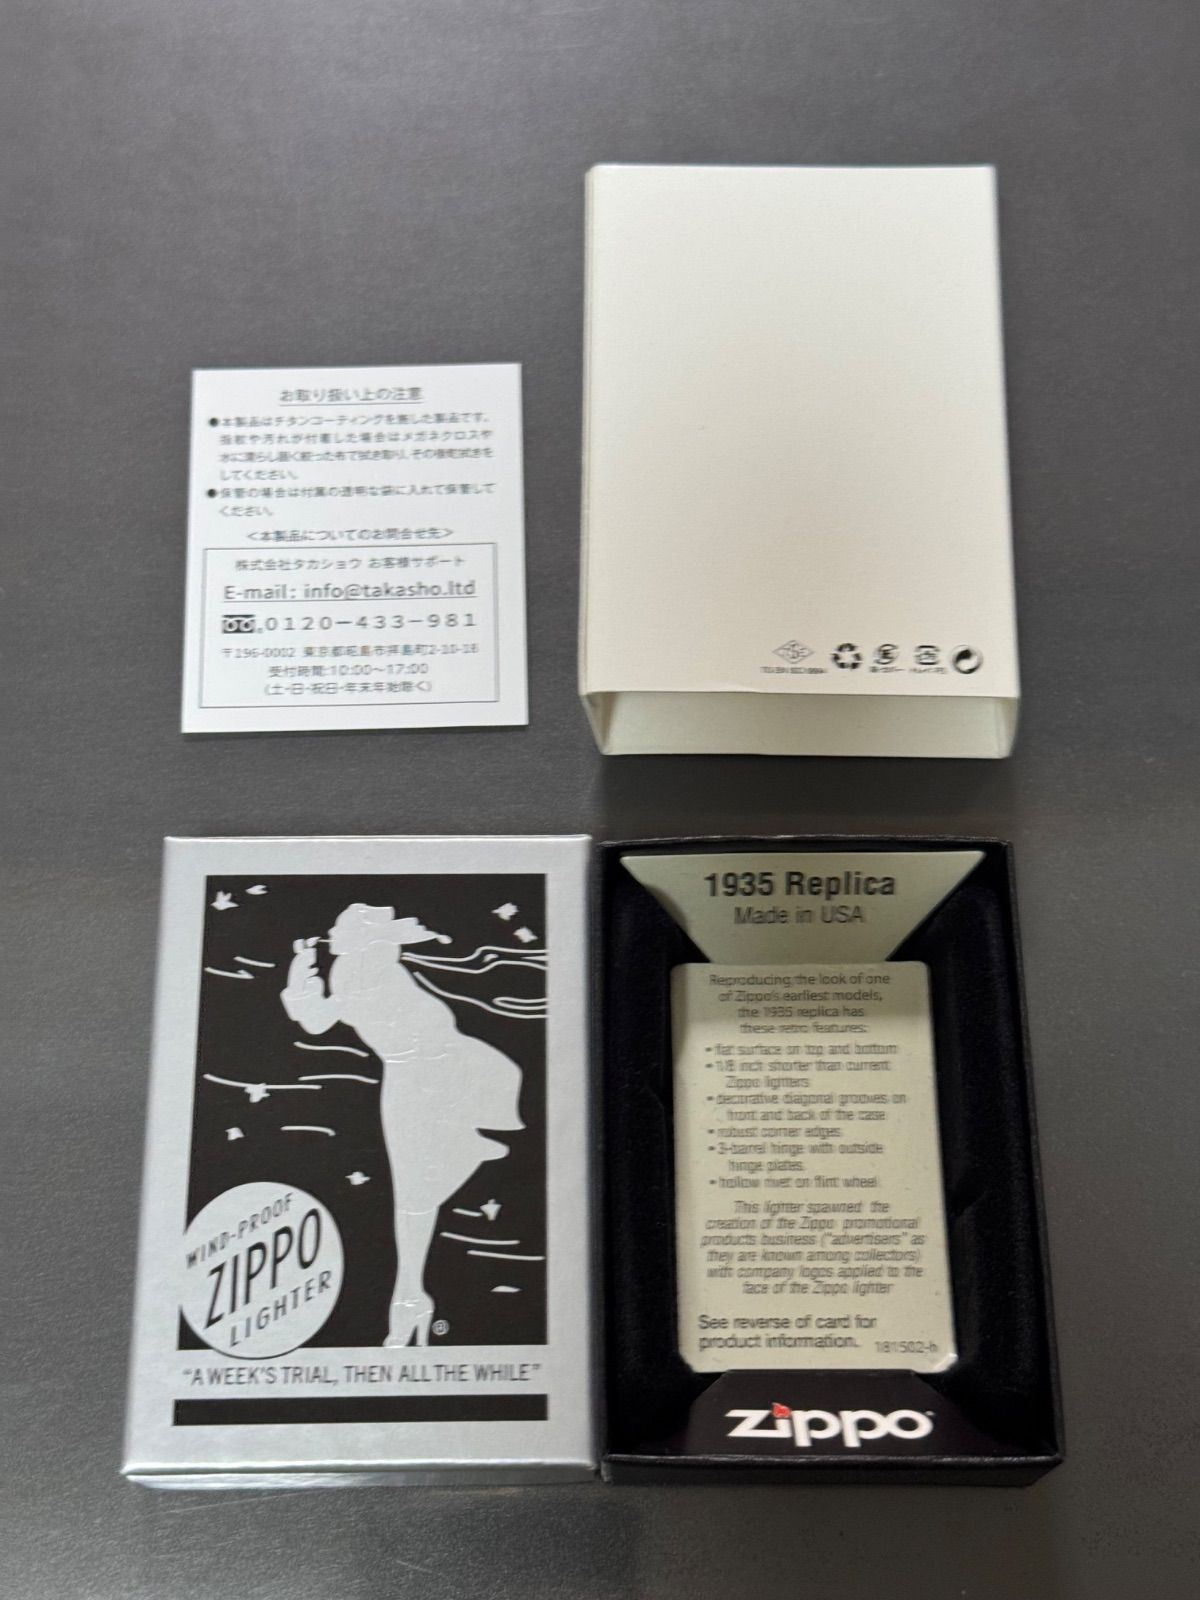 お取り扱い上の注意
●本製品はチタンコーティングを施した製品です。
指紋や汚れが付着した場合はメガネクロスや
水に濡らし固く絞った布で拭き取り、その後乾拭きを
してください。
●保管の場合は付属の透明な袋に入れて保管して
ください。
＜本製品についてのお問合せ先＞
株式会社タカショウ お客様サポート
E-mail: info@takasho.ltd
0120-433-981
〒196-0002 東京都昭島市拝島町2-10-18
受付時間:10:00〜17:00
(土・日・祝日・年末年始除く)
WIND-PROOF
ZIPPO
LIGHTER
®
"A WEEK'S TRIAL, THEN ALL THE WHILE"
1935 Replica
Made in USA
Reproducing the look of one
of Zippo's earliest models,
the 1935 replica has
these retro features:
• flat surface on top and bottom
• 1/8 inch shorter than current
Zippo lighters
• decorative diagonal grooves on
front and back of the case
• robust corner edges
• 3-barrel hinge with outside
hinge plates
• hollow rivet on flint wheel
This lighter spawned the
creation of the Zippo promotional
products business ("advertisers" as
they are known among collectors)
with company logos applied to the
face of the Zippo lighter
See reverse of card for
product information.
181502-h
zippo